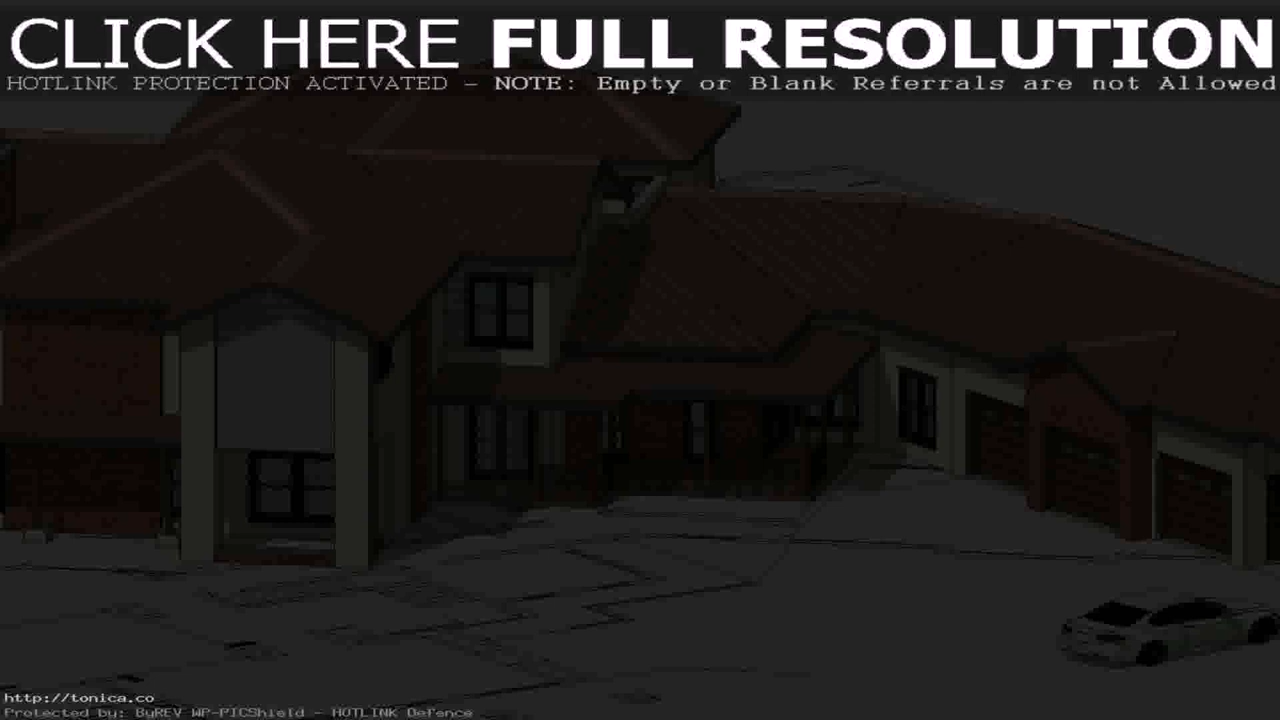 CLICK HERE FULL RESOLUTION
HOTLINK PROTECTION ACTIVATED - NOTE: Empty or Blank Referrals are not Allowed
http://tonica.co
Protected by: ByREV WP-PICShield - HOTLINK Defence